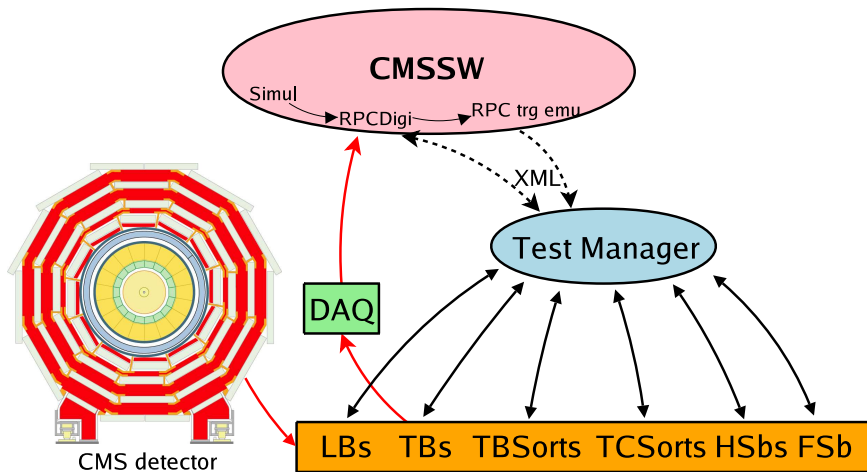 CMSSW
Simul
RPCDigi
RPC trg emu
XML
Test Manager
DAQ
LBs TBs TBSorts TCSorts HSbs FSb
CMS detector